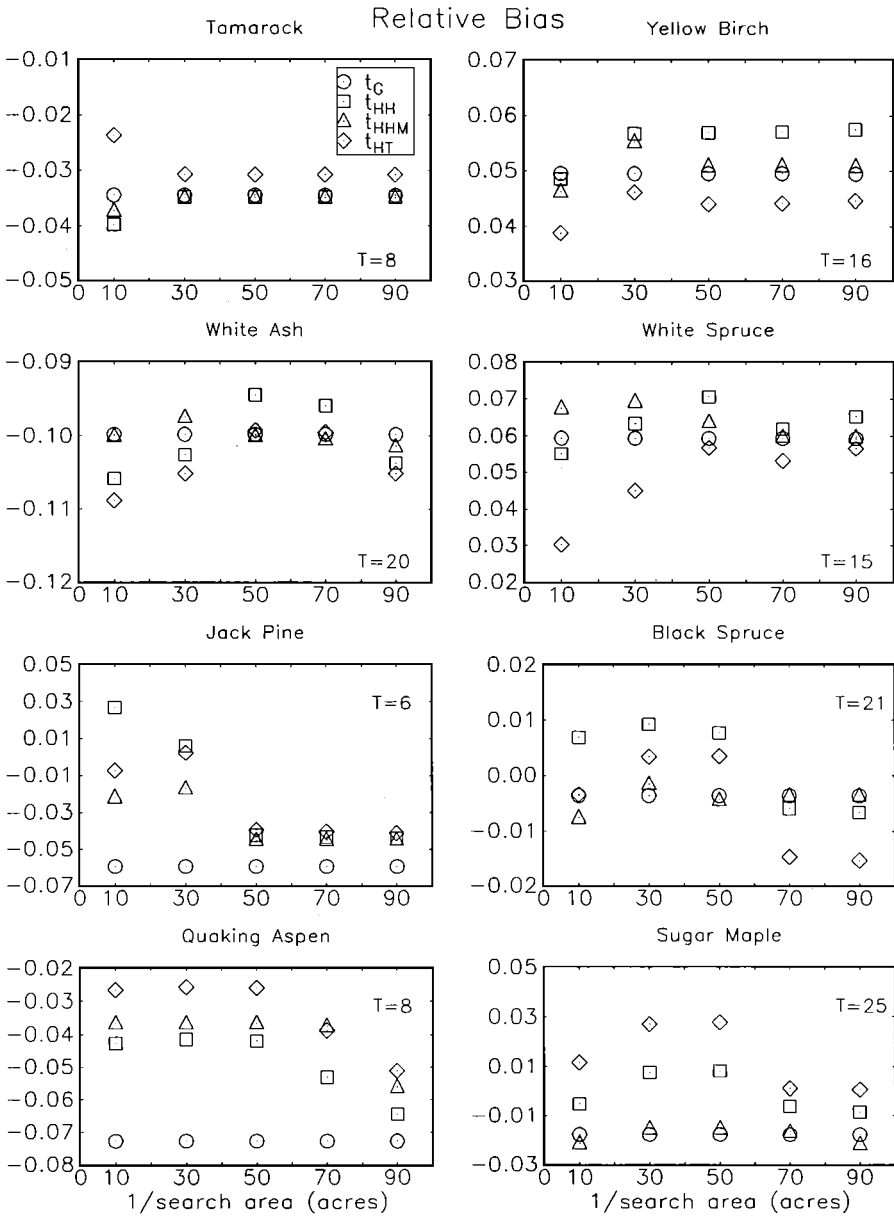 Relative Bias
Tamarack
−0.01
−0.02
−0.03
−0.04
−0.05
t_G
t_HH
t_HHM
t_HT
T=8
0 10 30 50 70 90
Yellow Birch
0.06
0.05
0.04
0.03
T=16
0 10 30 50 70 90
White Ash
−0.09
−0.10
−0.11
−0.12
T=20
0 10 30 50 70 90
White Spruce
0.08
0.07
0.06
0.05
0.04
0.03
0.02
T=15
0 10 30 50 70 90
Jack Pine
0.05
0.03
0.01
−0.01
−0.03
−0.05
−0.07
T=6
0 10 30 50 70 90
Black Spruce
0.02
0.01
0.00
−0.01
−0.02
T=21
0 10 30 50 70 90
Quaking Aspen
−0.02
−0.03
−0.04
−0.05
−0.06
−0.07
−0.08
T=8
0 10 30 50 70 90
1/search area (acres)
Sugar Maple
0.05
0.03
0.01
−0.01
−0.03
T=25
0 10 30 50 70 90
1/search area (acres)